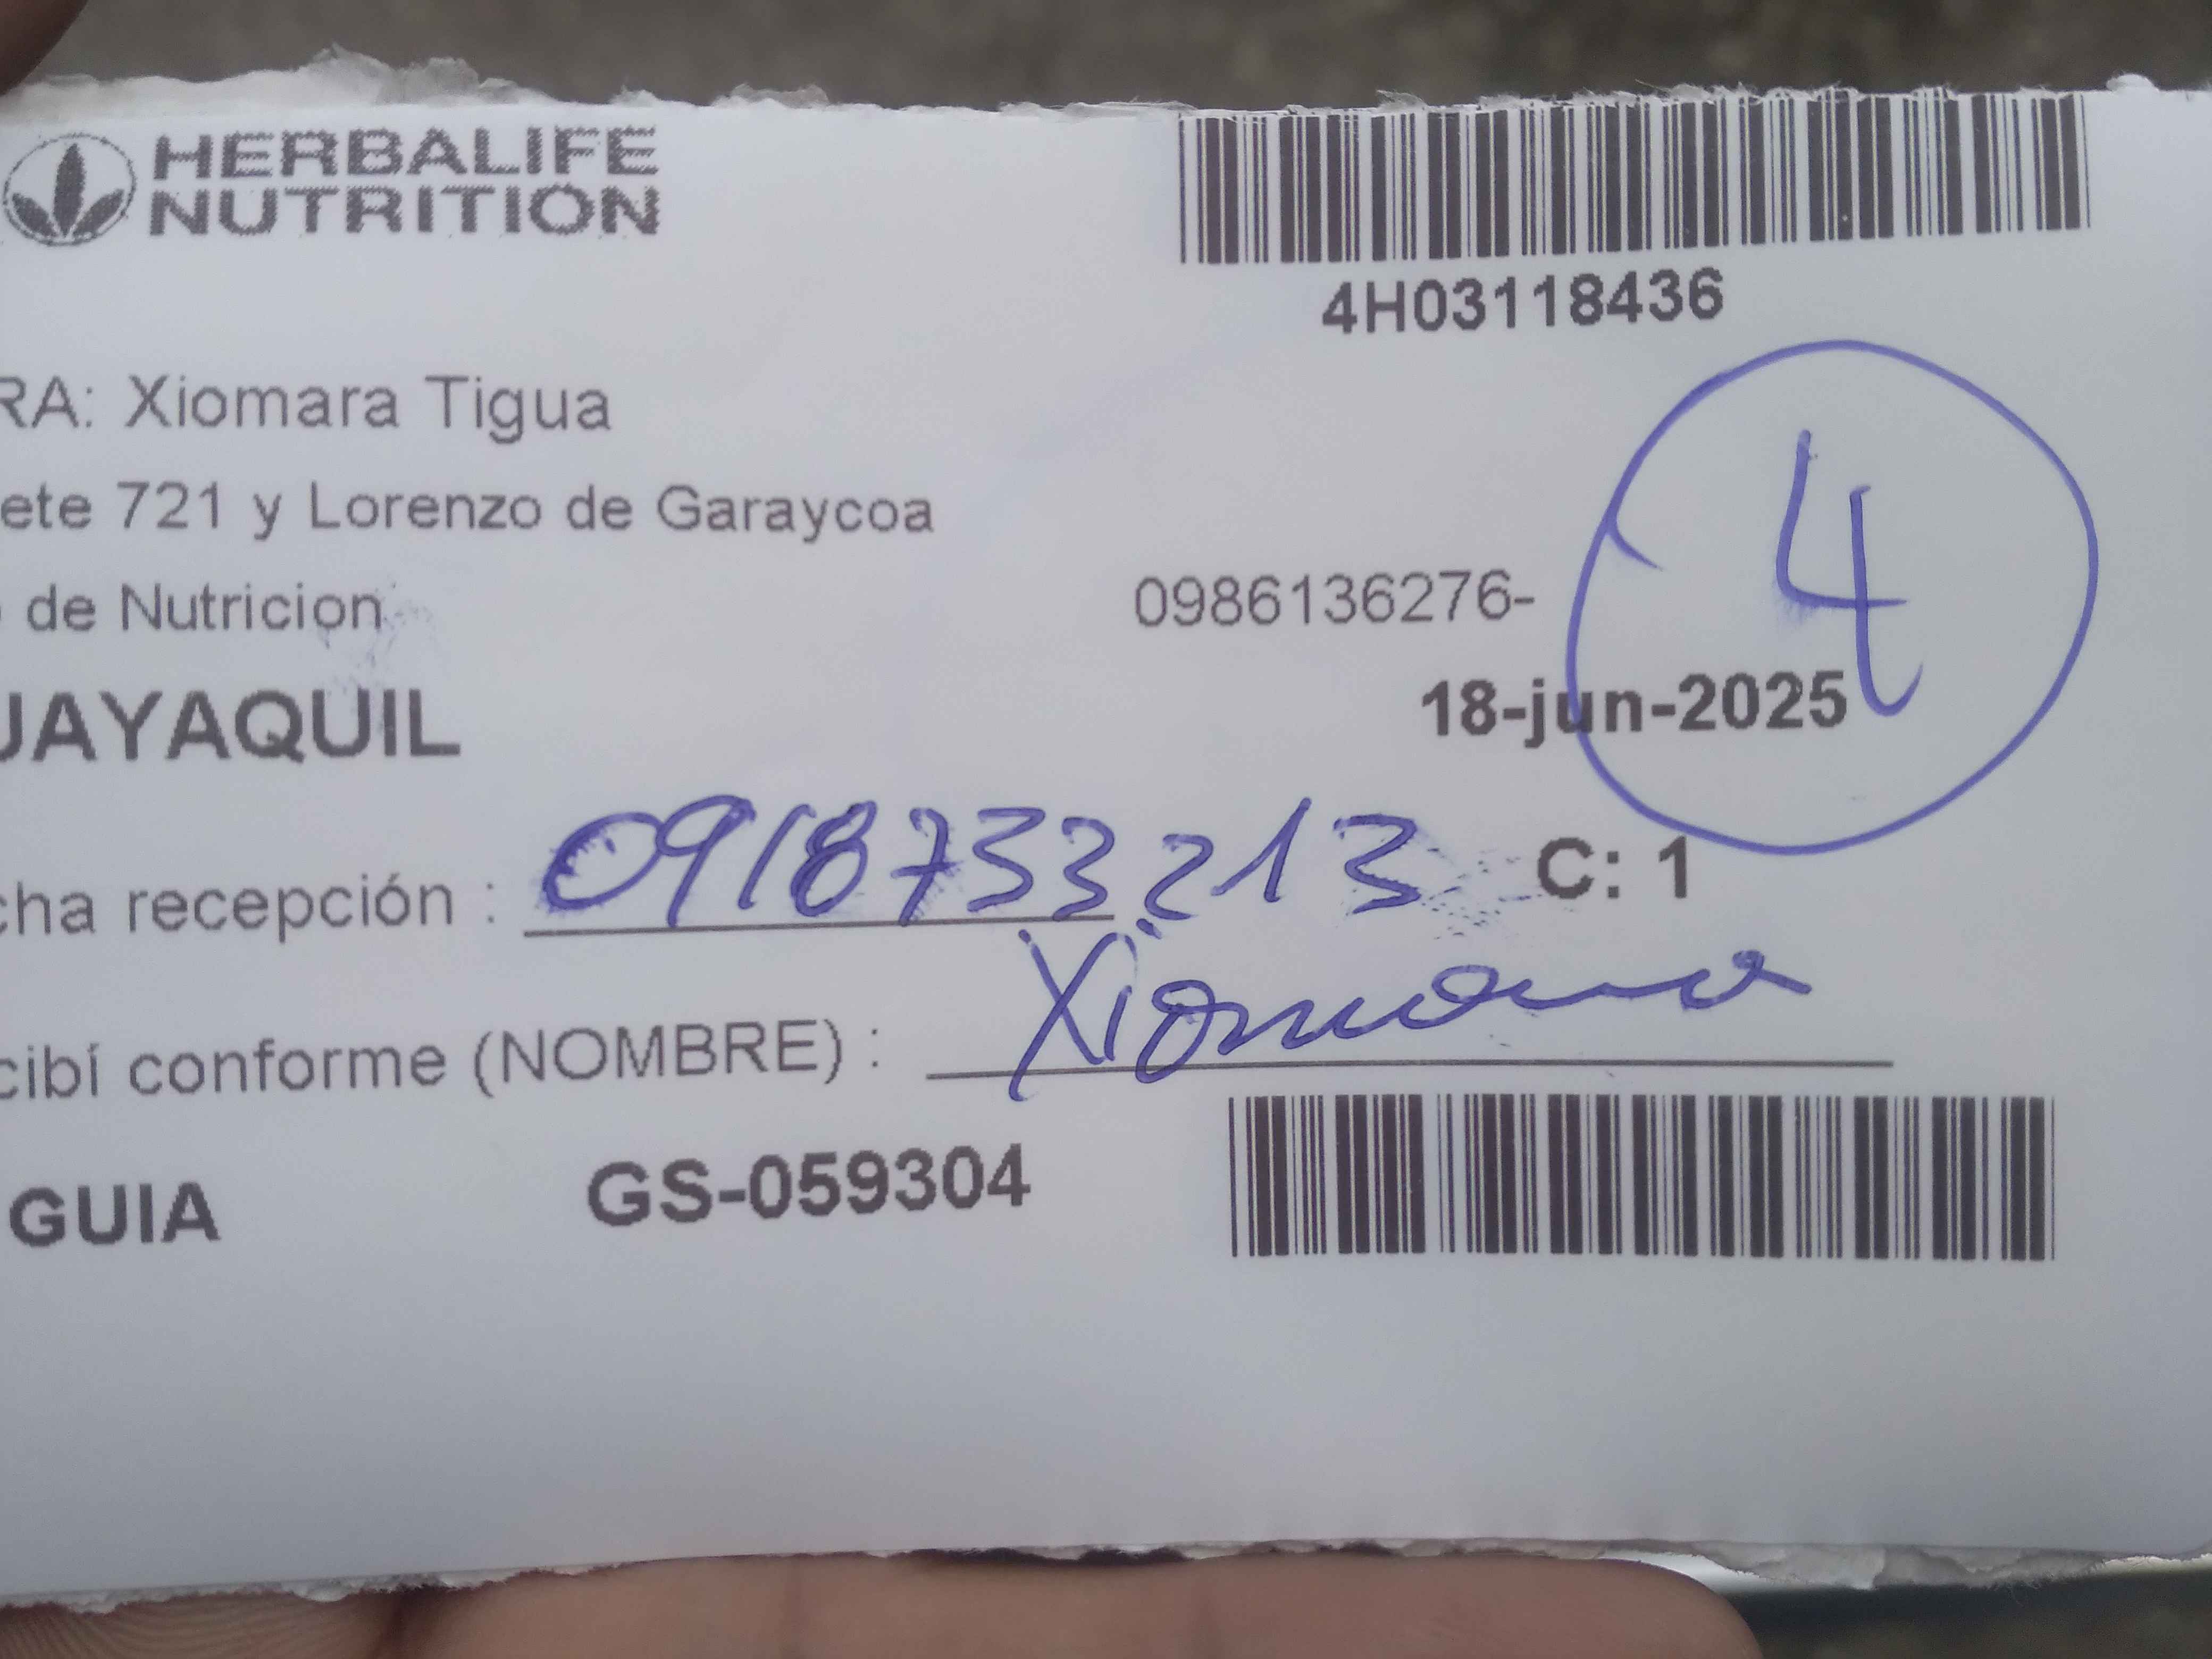 HERBALIFE
NUTRITION
4H03118436
RA: Xiomara Tigua
ete 721 y Lorenzo de Garaycoa
de Nutricion
0986136276-
4
UAYAQUIL
18-jun-2025
cha recepción : 0918733213 C: 1
cibí conforme (NOMBRE) : Xiomara
GUIA GS-059304